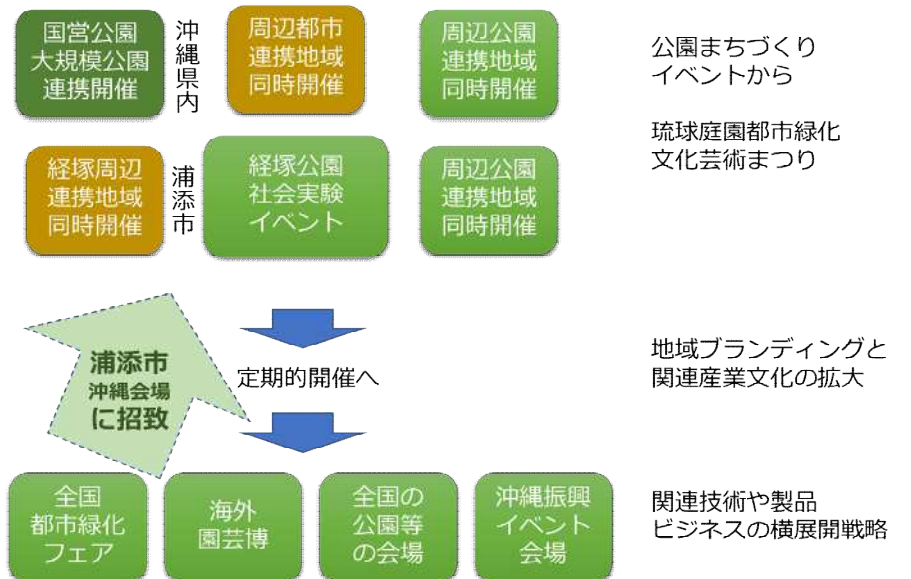 国営公園
大規模公園
連携開催
沖縄県内
周辺都市
連携地域
同時開催
周辺公園
連携地域
同時開催
公園まちづくり
イベントから
琉球庭園都市緑化
文化芸術まつり
経塚周辺
連携地域
同時開催
浦添市
経塚公園
社会実験
イベント
周辺公園
連携地域
同時開催
浦添市
沖縄会場
に招致
定期的開催へ
地域ブランディングと
関連産業文化の拡大
全国
都市緑化
フェア
海外
園芸博
全国の
公園等
の会場
沖縄振興
イベント
会場
関連技術や製品
ビジネスの横展開戦略